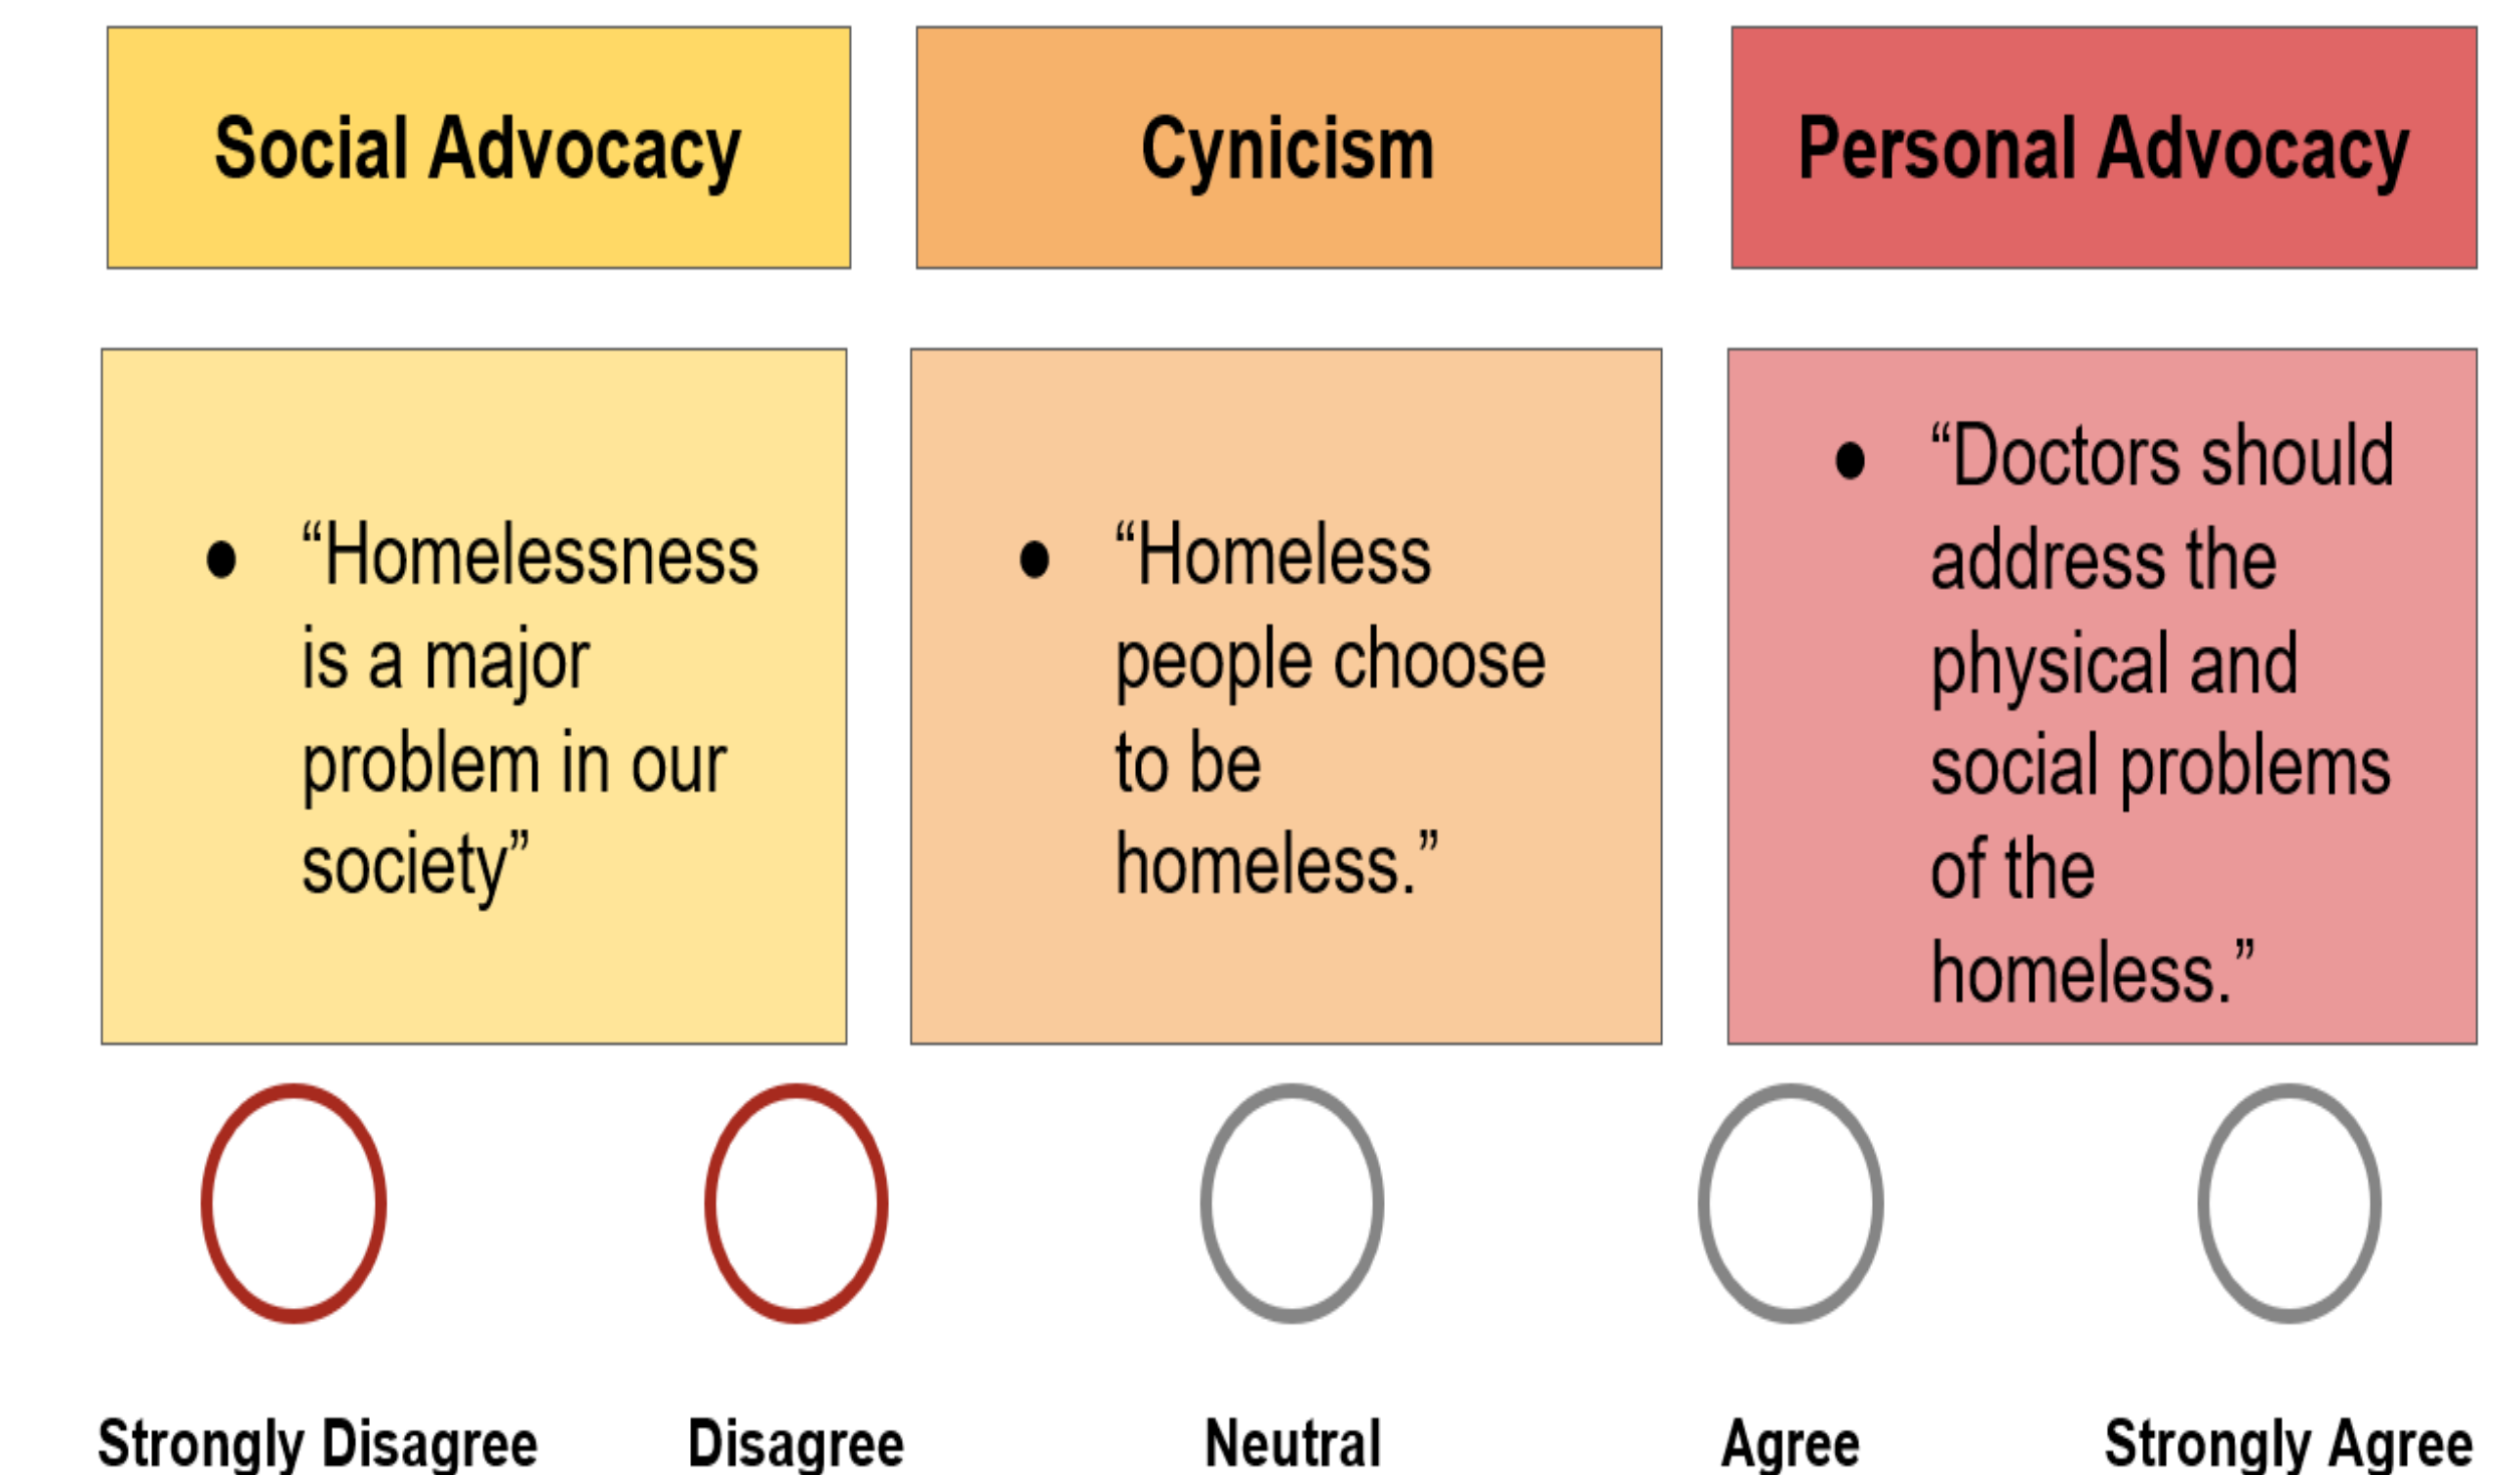 Social Advocacy
Cynicism
Personal Advocacy
• “Homelessness
is a major
problem in our
society”
• “Homeless
people choose
to be
homeless.”
• “Doctors should
address the
physical and
social problems
of the
homeless.”
Strongly Disagree
Disagree
Neutral
Agree
Strongly Agree